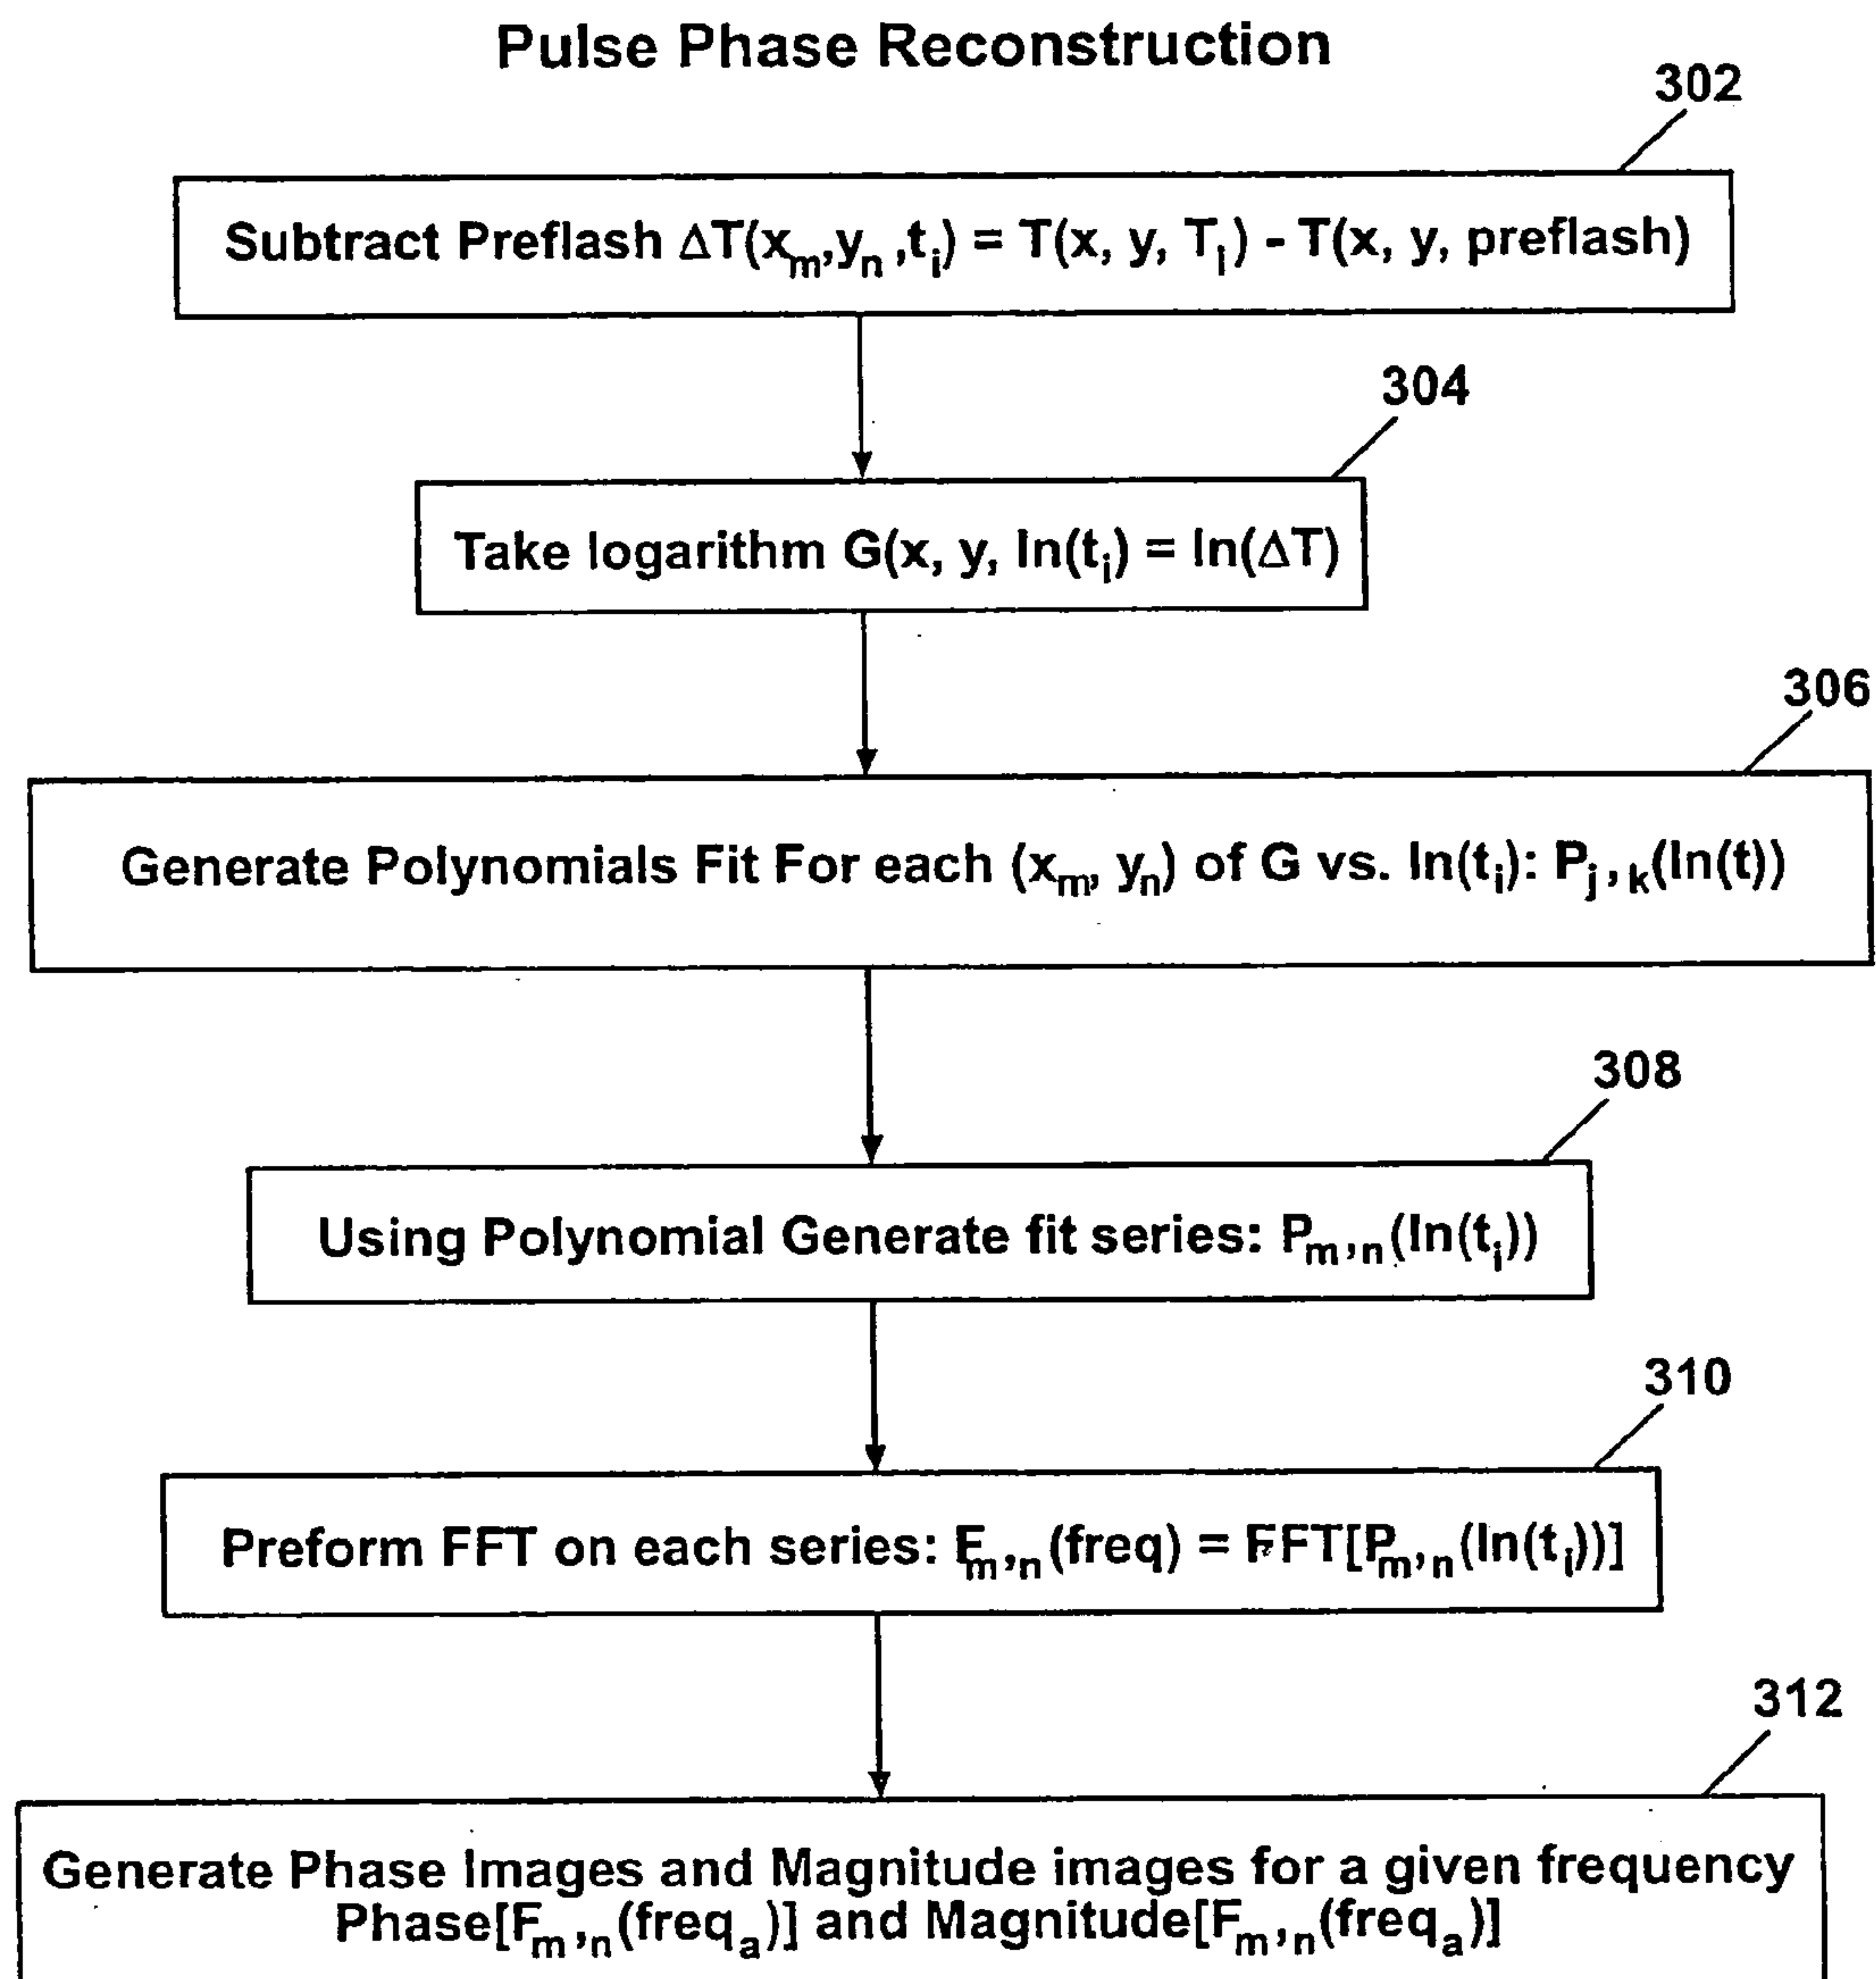 Pulse Phase Reconstruction
302
Subtract Preflash ΔT(xₘ,yₙ ,tᵢ) = T(x, y, Tᵢ) - T(x, y, preflash)
304
Take logarithm G(x, y, ln(tᵢ) = ln(ΔT)
306
Generate Polynomials Fit For each (xₘ, yₙ) of G vs. ln(tᵢ): Pⱼ,ₖ(ln(t))
308
Using Polynomial Generate fit series: Pₘ,ₙ(ln(tᵢ))
310
Preform FFT on each series: Fₘ,ₙ(freq) = FFT[Pₘ,ₙ(ln(tᵢ))]
312
Generate Phase Images and Magnitude images for a given frequency
Phase[Fₘ,ₙ(freqₐ)] and Magnitude[Fₘ,ₙ(freqₐ)]